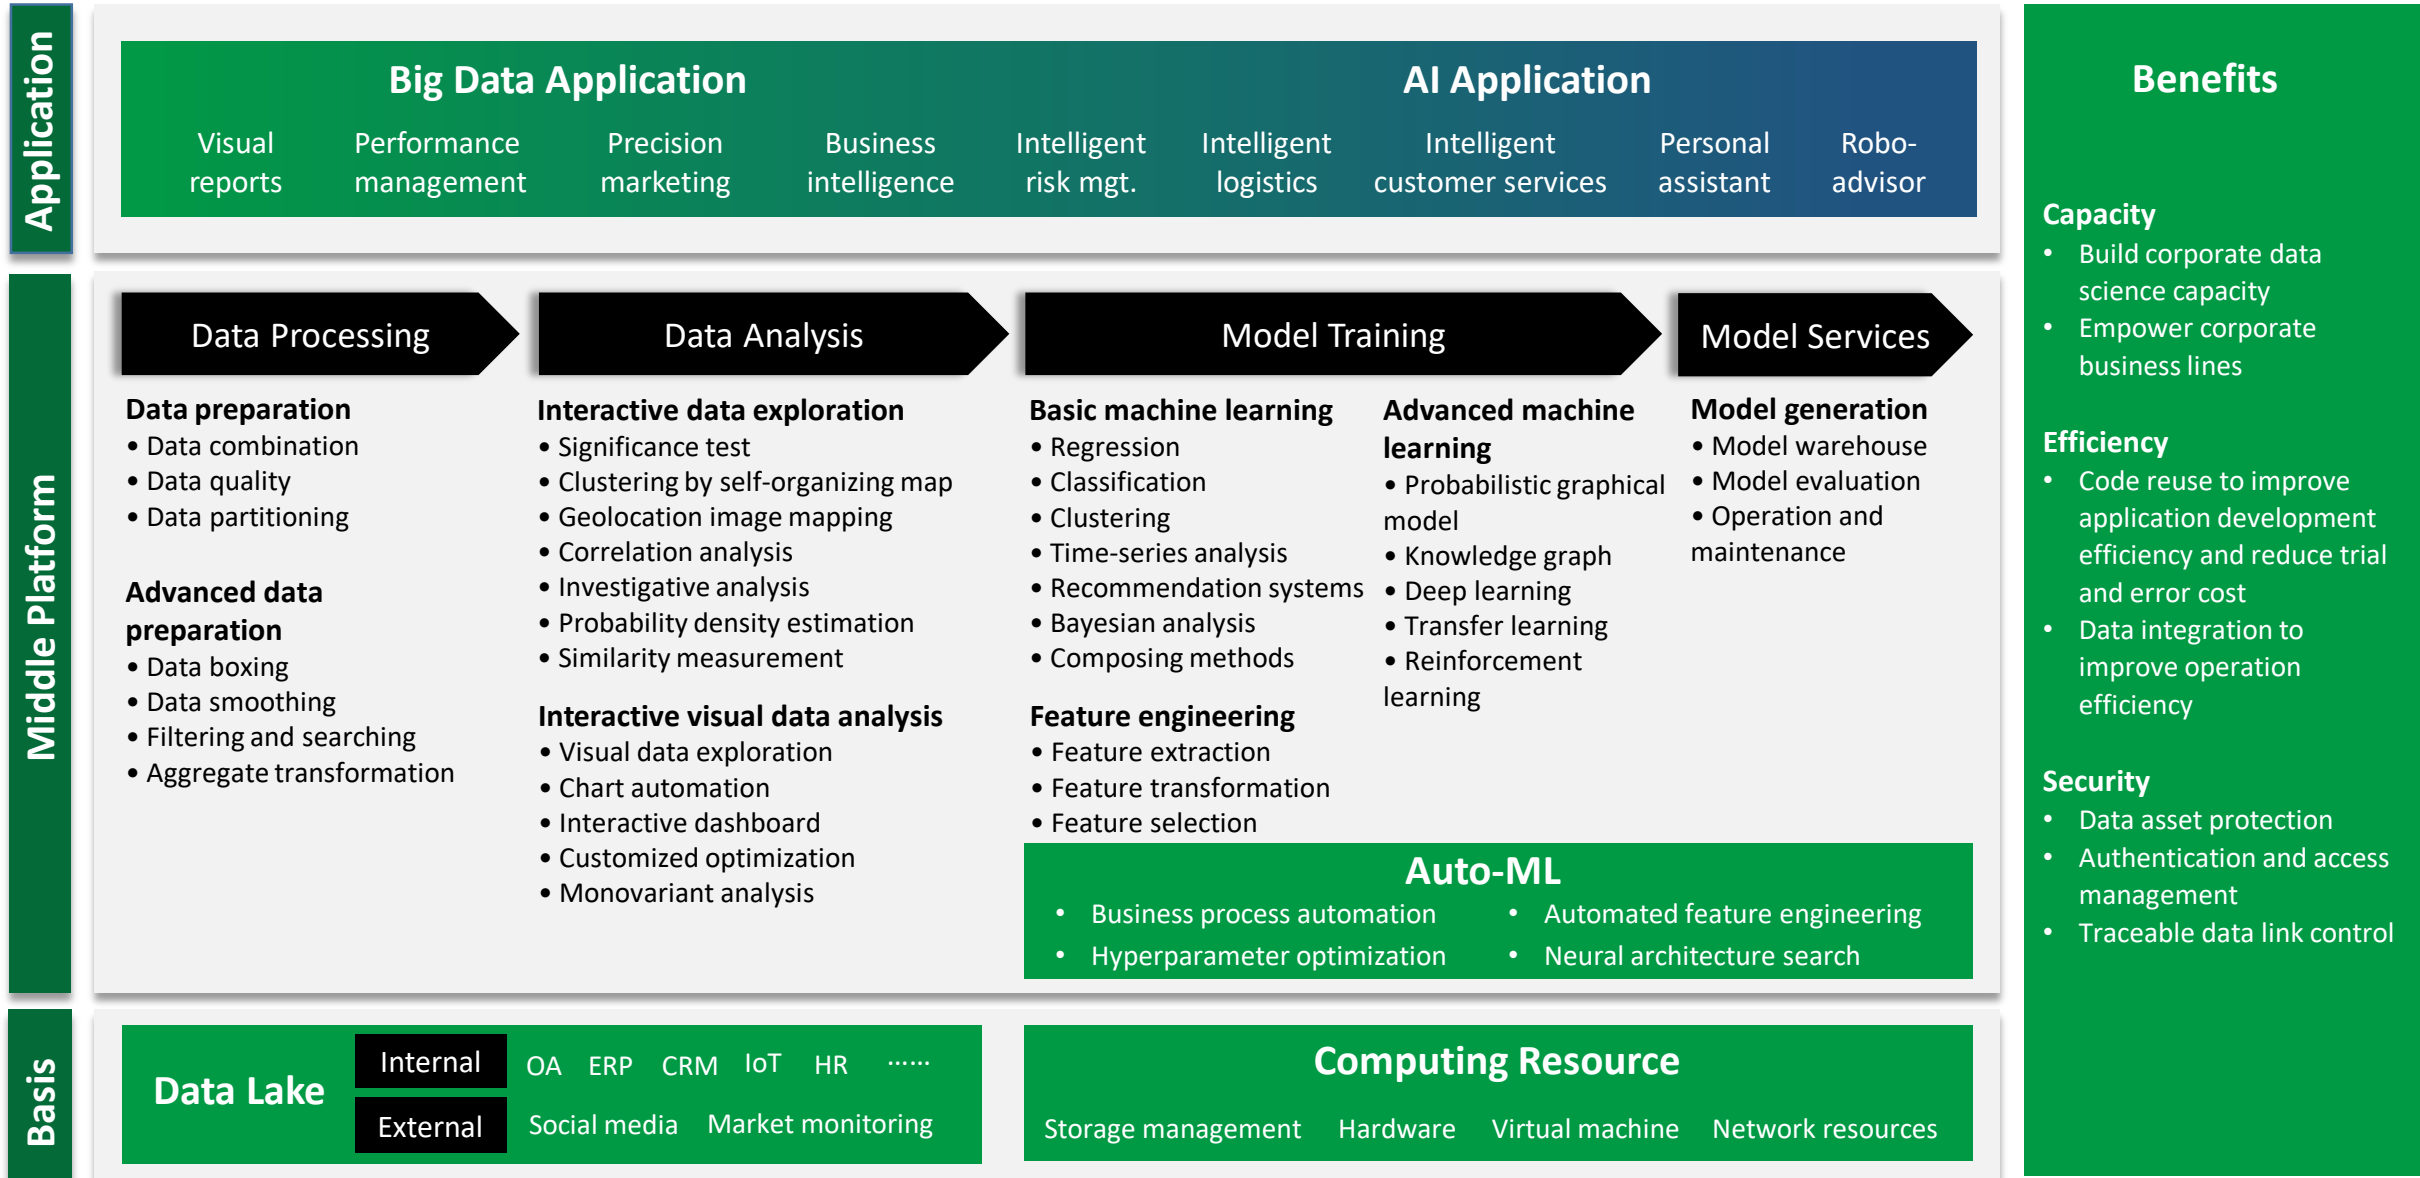 Application
Big Data Application
AI Application
Visual
reports
Performance
management
Precision
marketing
Business
intelligence
Intelligent
risk mgt.
Intelligent
logistics
Intelligent
customer services
Personal
assistant
Robo-
advisor
Middle Platform
Data Processing
Data Analysis
Model Training
Model Services
Data preparation
• Data combination
• Data quality
• Data partitioning
Advanced data
preparation
• Data boxing
• Data smoothing
• Filtering and searching
• Aggregate transformation
Interactive data exploration
• Significance test
• Clustering by self-organizing map
• Geolocation image mapping
• Correlation analysis
• Investigative analysis
• Probability density estimation
• Similarity measurement
Interactive visual data analysis
• Visual data exploration
• Chart automation
• Interactive dashboard
• Customized optimization
• Monovariant analysis
Basic machine learning
• Regression
• Classification
• Clustering
• Time-series analysis
• Recommendation systems
• Bayesian analysis
• Composing methods
Feature engineering
• Feature extraction
• Feature transformation
• Feature selection
Advanced machine
learning
• Probabilistic graphical
model
• Knowledge graph
• Deep learning
• Transfer learning
• Reinforcement
learning
Model generation
• Model warehouse
• Model evaluation
• Operation and
maintenance
Auto-ML
• Business process automation
• Hyperparameter optimization
• Automated feature engineering
• Neural architecture search
Basis
Data Lake
Internal
OA ERP CRM IoT HR ······
External
Social media Market monitoring
Computing Resource
Storage management Hardware Virtual machine Network resources
Benefits
Capacity
• Build corporate data
science capacity
• Empower corporate
business lines
Efficiency
• Code reuse to improve
application development
efficiency and reduce trial
and error cost
• Data integration to
improve operation
efficiency
Security
• Data asset protection
• Authentication and access
management
• Traceable data link control